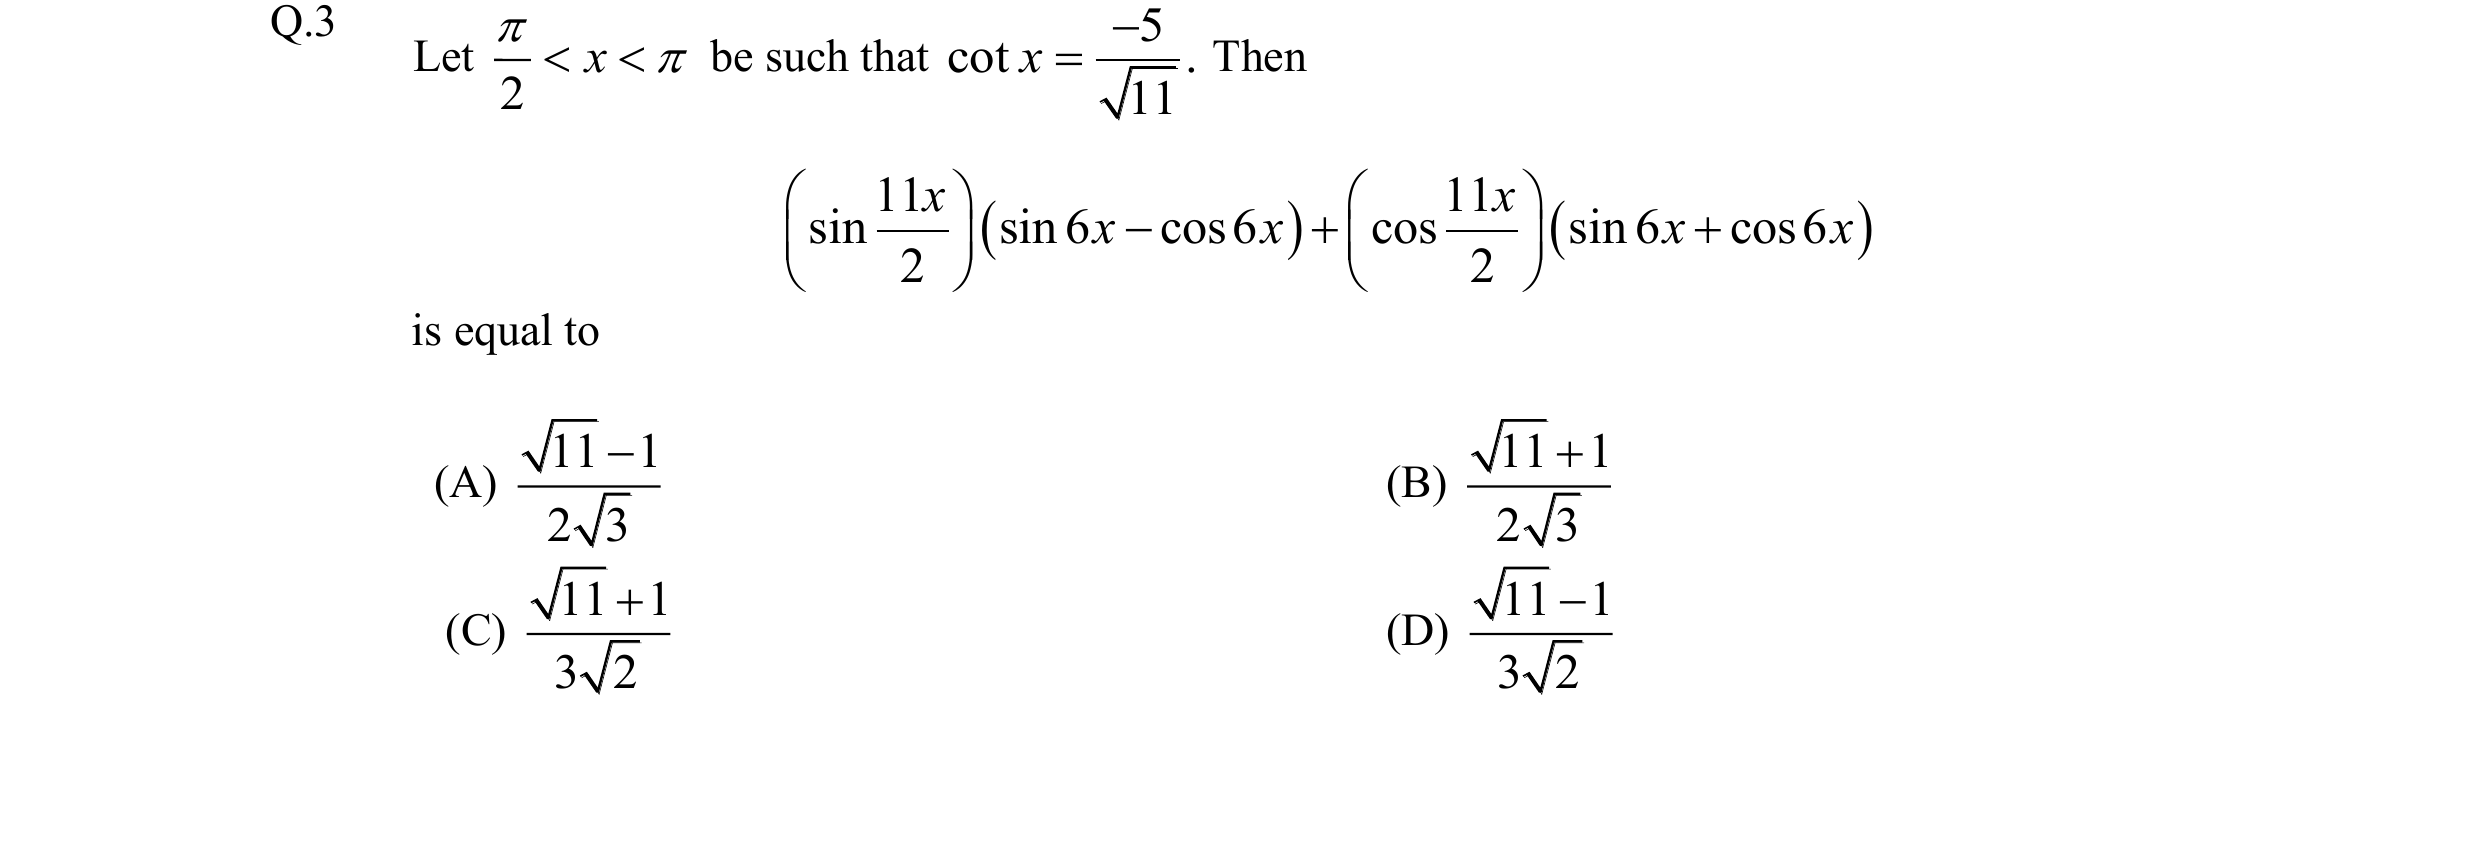 Q.3 Let π/2 < x < π be such that cot x = −5/√11. Then
(sin 11x/2)(sin 6x − cos 6x) + (cos 11x/2)(sin 6x + cos 6x)
is equal to
(A) (√11 − 1)/(2√3) (B) (√11 + 1)/(2√3)
(C) (√11 + 1)/(3√2) (D) (√11 − 1)/(3√2)